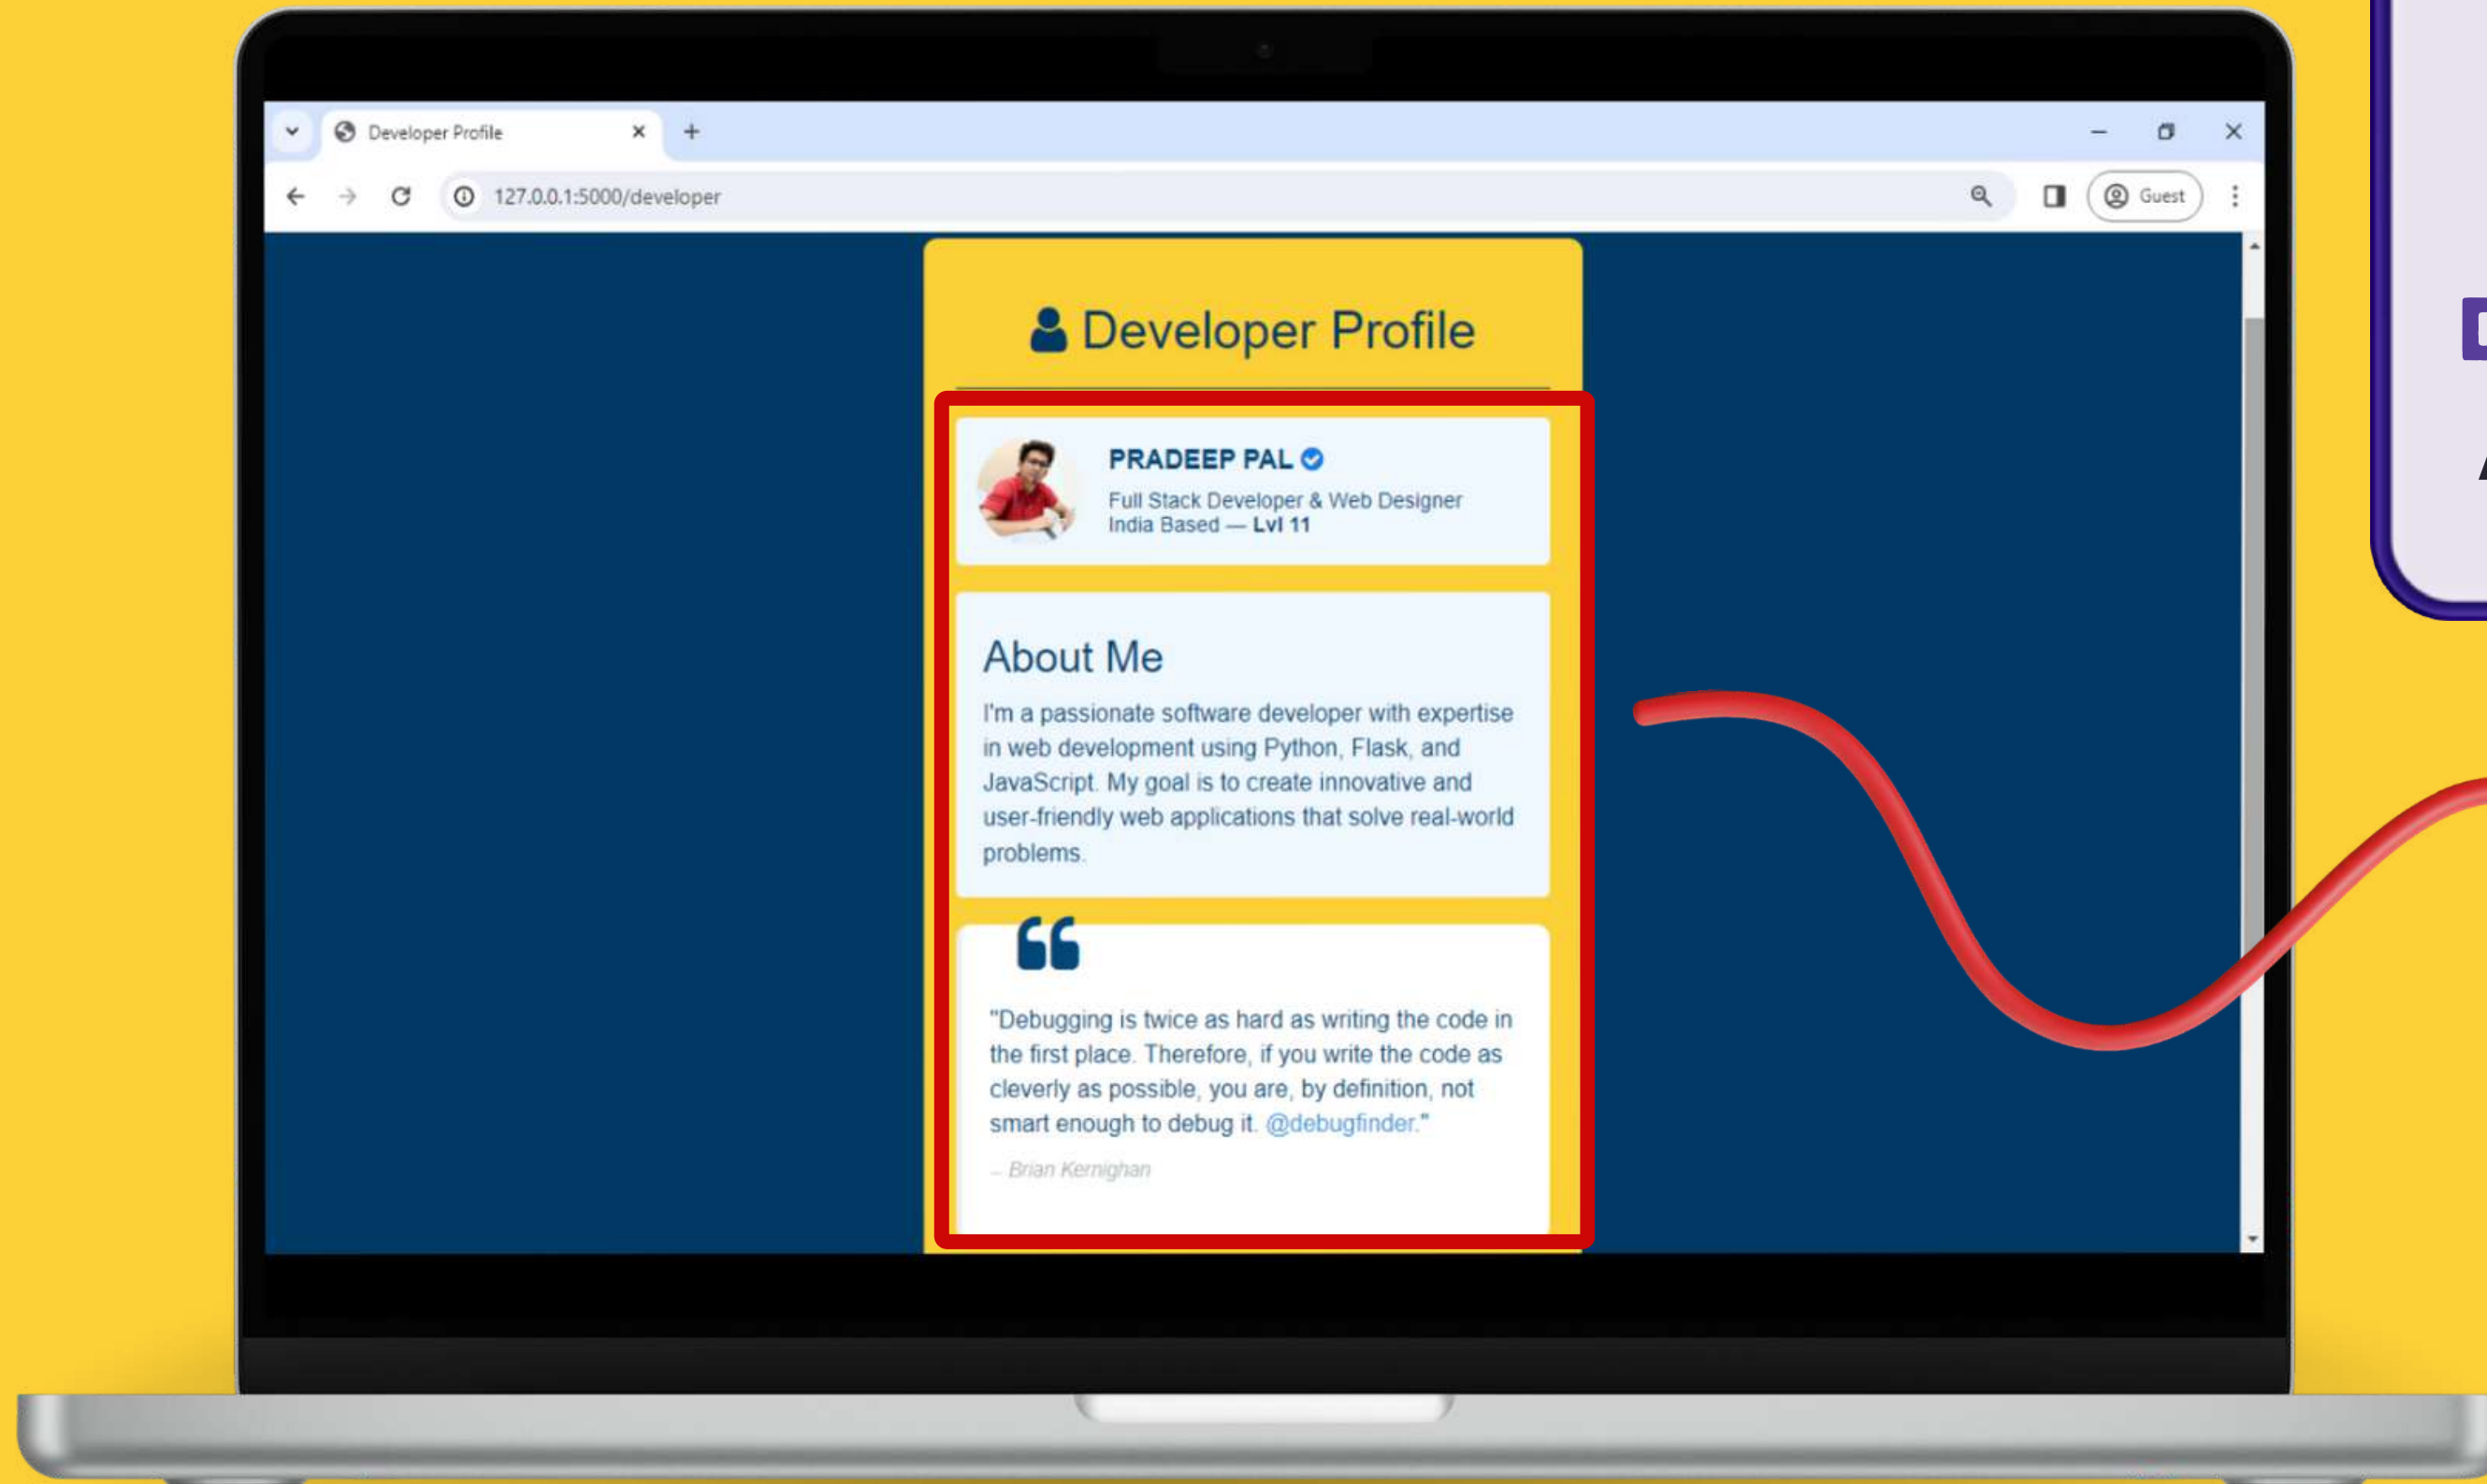 Developer Profile
127.0.0.1:5000/developer
Guest
Developer Profile
PRADEEP PAL
Full Stack Developer & Web Designer
India Based — Lvl 11
About Me
I'm a passionate software developer with expertise
in web development using Python, Flask, and
JavaScript. My goal is to create innovative and
user-friendly web applications that solve real-world
problems.
"Debugging is twice as hard as writing the code in
the first place. Therefore, if you write the code as
cleverly as possible, you are, by definition, not
smart enough to debug it. @debugfinder."
– Brian Kernighan